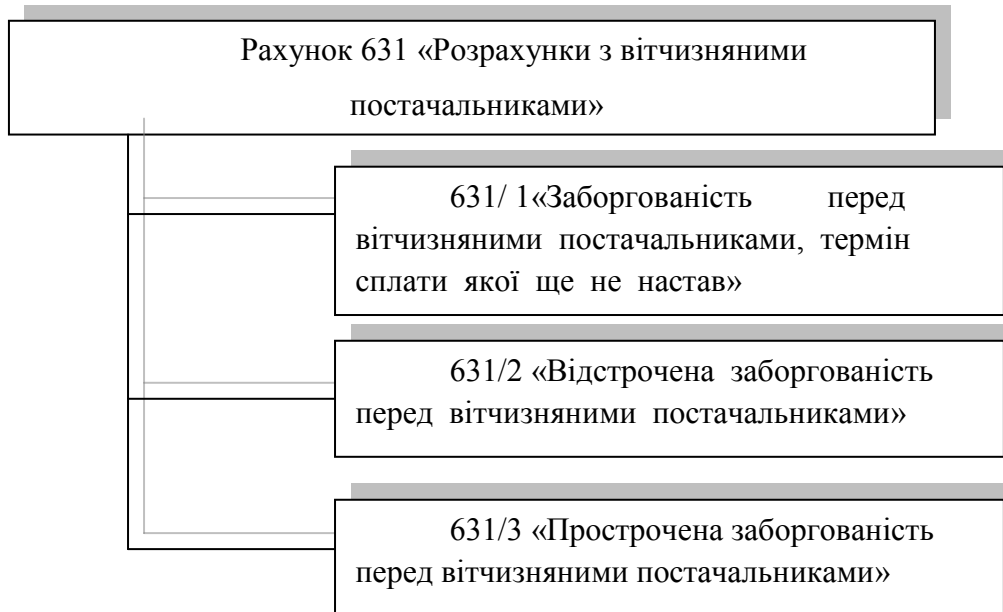 Рахунок 631 «Розрахунки з вітчизняними
постачальниками»
631/ 1«Заборгованість перед
вітчизняними постачальниками, термін
сплати якої ще не настав»
631/2 «Відстрочена заборгованість
перед вітчизняними постачальниками»
631/3 «Прострочена заборгованість
перед вітчизняними постачальниками»